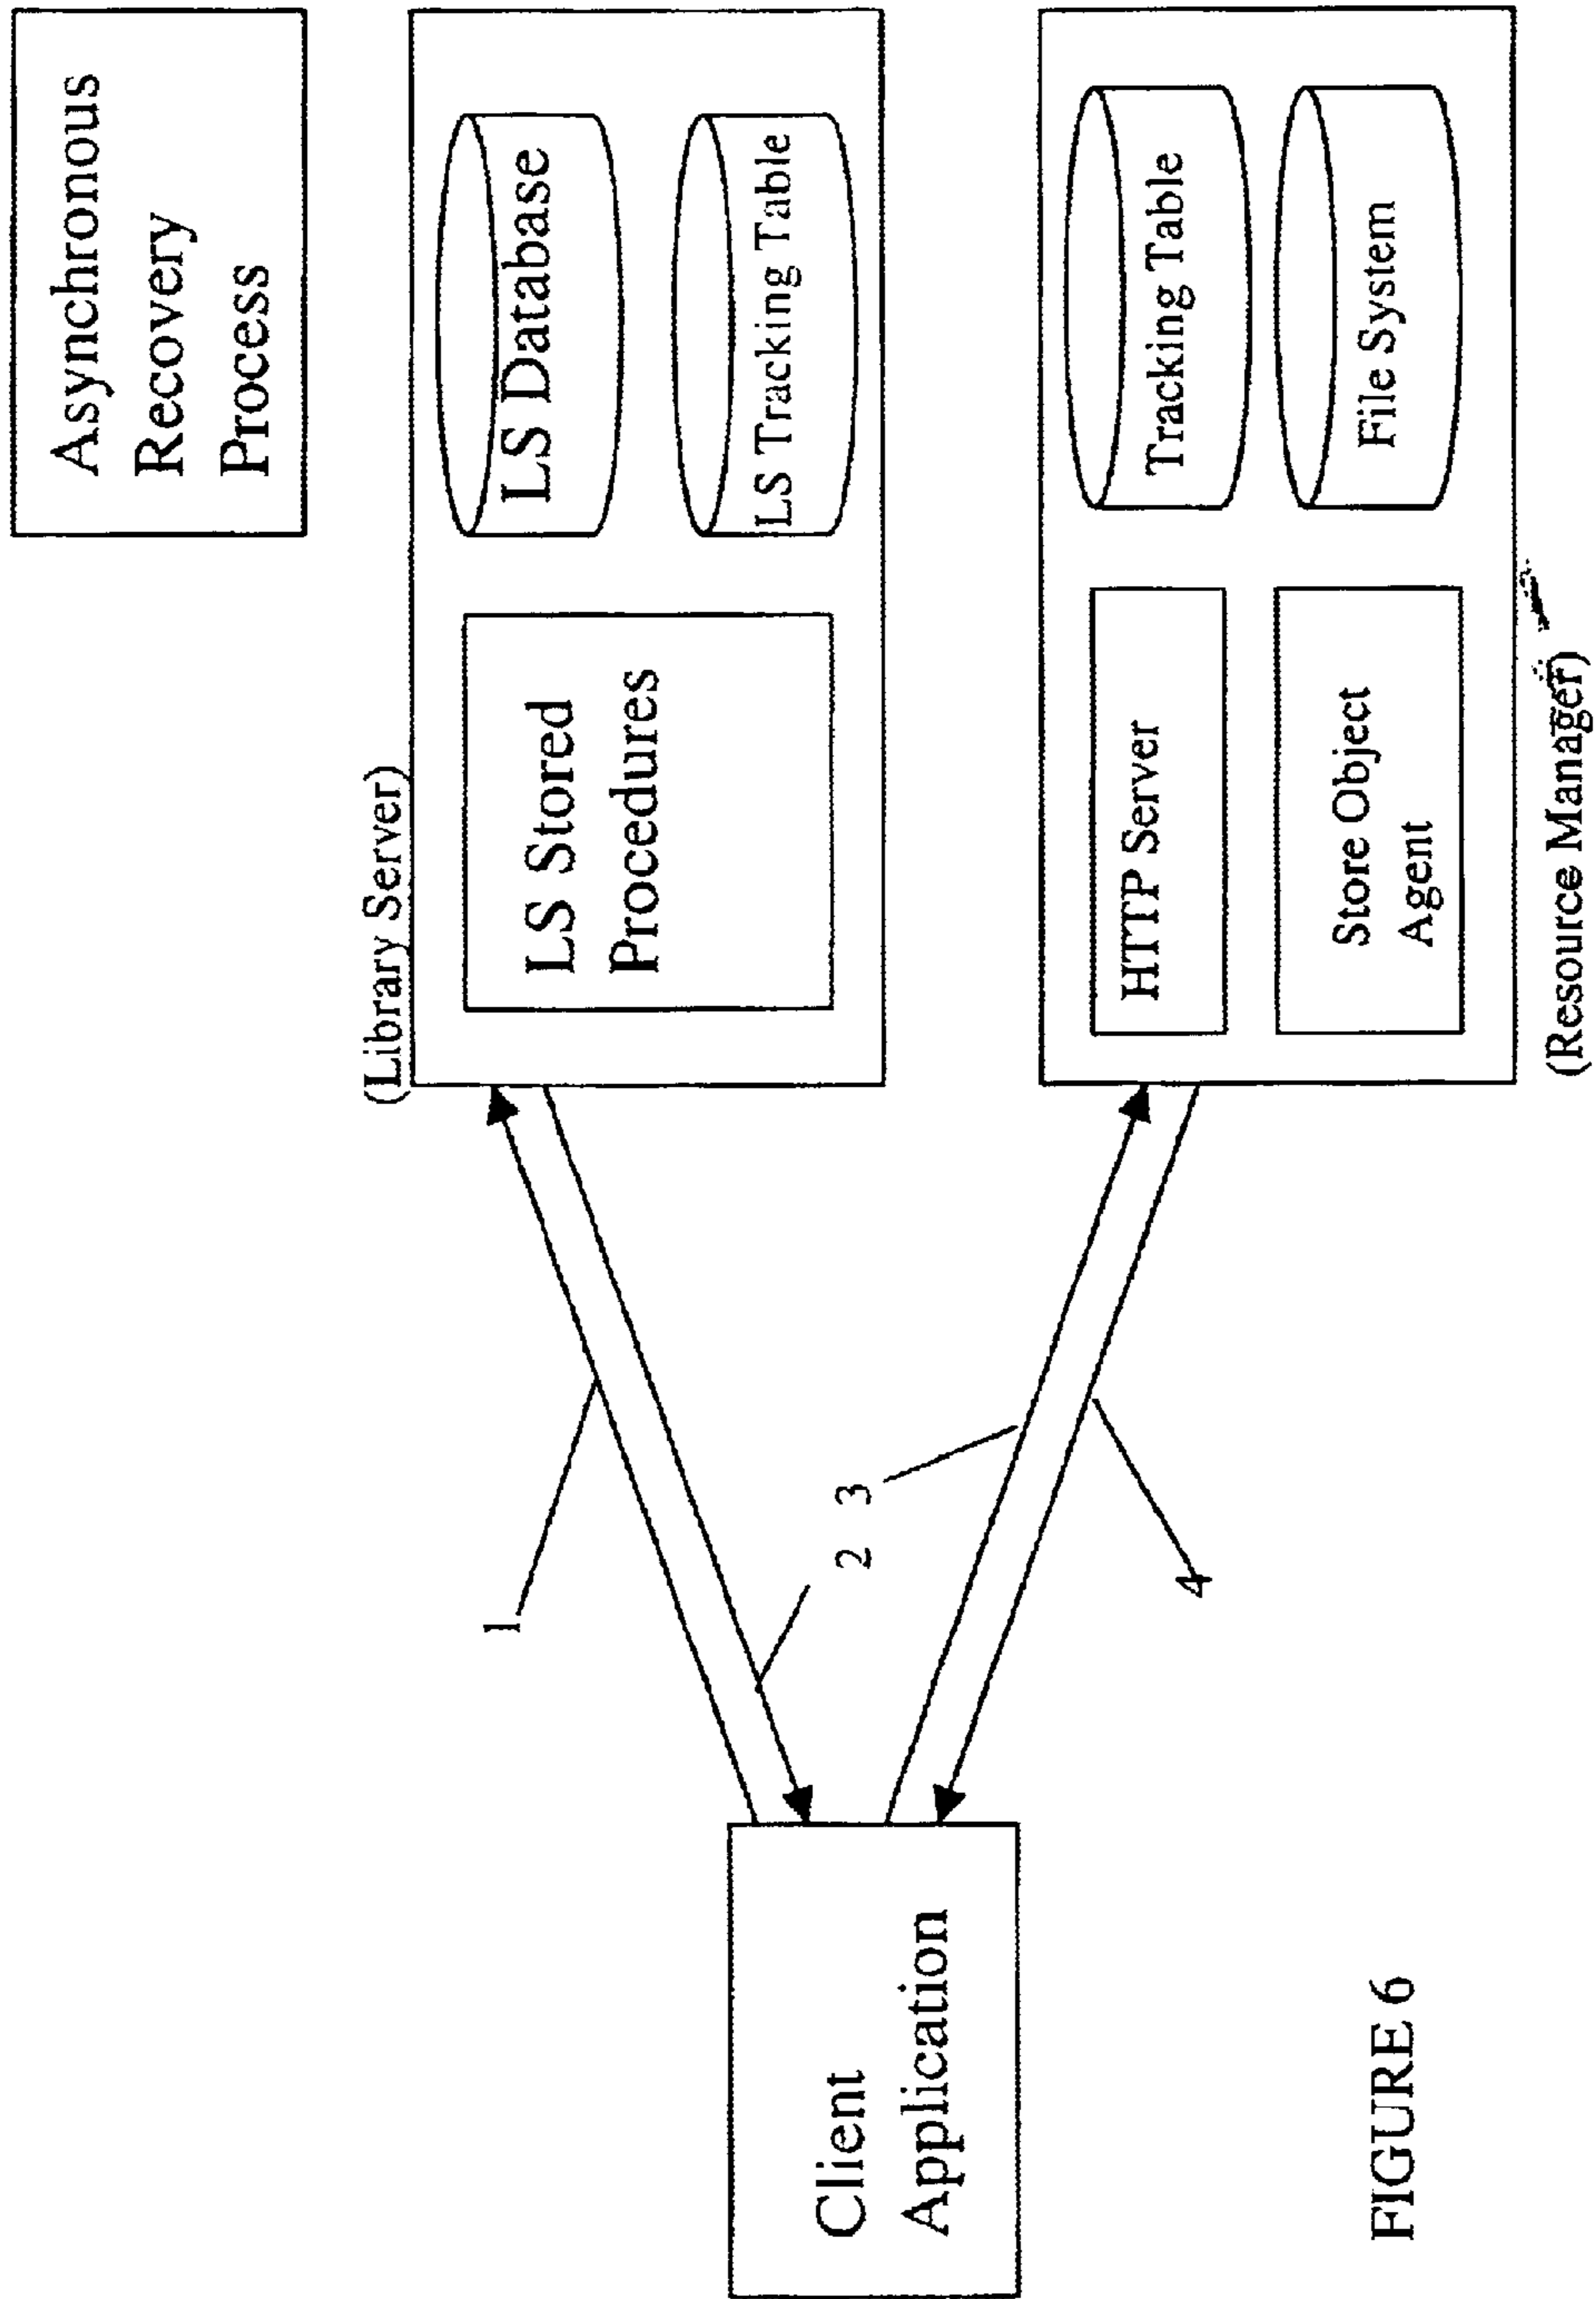 Asynchronous
Recovery
Process
(Library Server)
LS Stored
Procedures
LS Database
LS Tracking Table
1
2
3
4
Client
Application
HTTP Server
Store Object
Agent
Tracking Table
File System
(Resource Manager)
FIGURE 6